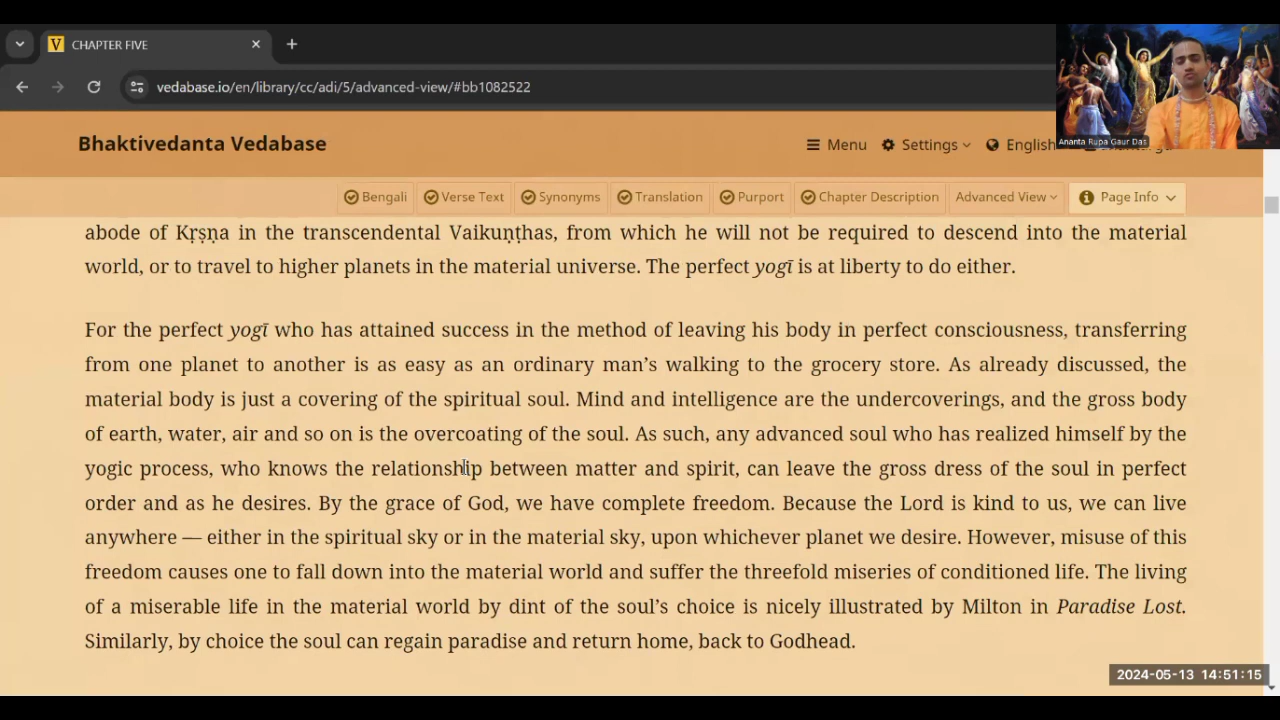 CHAPTER FIVE
vedabase.io/en/library/cc/adi/5/advanced-view/#bb1082522
Ananta Rupa Gaur Das
Bhaktivedanta Vedabase
Menu Settings English
Bengali Verse Text Synonyms Translation Purport Chapter Description Advanced View Page Info
abode of Kṛṣṇa in the transcendental Vaikuṇṭhas, from which he will not be required to descend into the material
world, or to travel to higher planets in the material universe. The perfect yogī is at liberty to do either.
For the perfect yogī who has attained success in the method of leaving his body in perfect consciousness, transferring
from one planet to another is as easy as an ordinary man’s walking to the grocery store. As already discussed, the
material body is just a covering of the spiritual soul. Mind and intelligence are the undercoverings, and the gross body
of earth, water, air and so on is the overcoating of the soul. As such, any advanced soul who has realized himself by the
yogic process, who knows the relationship between matter and spirit, can leave the gross dress of the soul in perfect
order and as he desires. By the grace of God, we have complete freedom. Because the Lord is kind to us, we can live
anywhere — either in the spiritual sky or in the material sky, upon whichever planet we desire. However, misuse of this
freedom causes one to fall down into the material world and suffer the threefold miseries of conditioned life. The living
of a miserable life in the material world by dint of the soul’s choice is nicely illustrated by Milton in Paradise Lost.
Similarly, by choice the soul can regain paradise and return home, back to Godhead.
2024-05-13 14:51:15